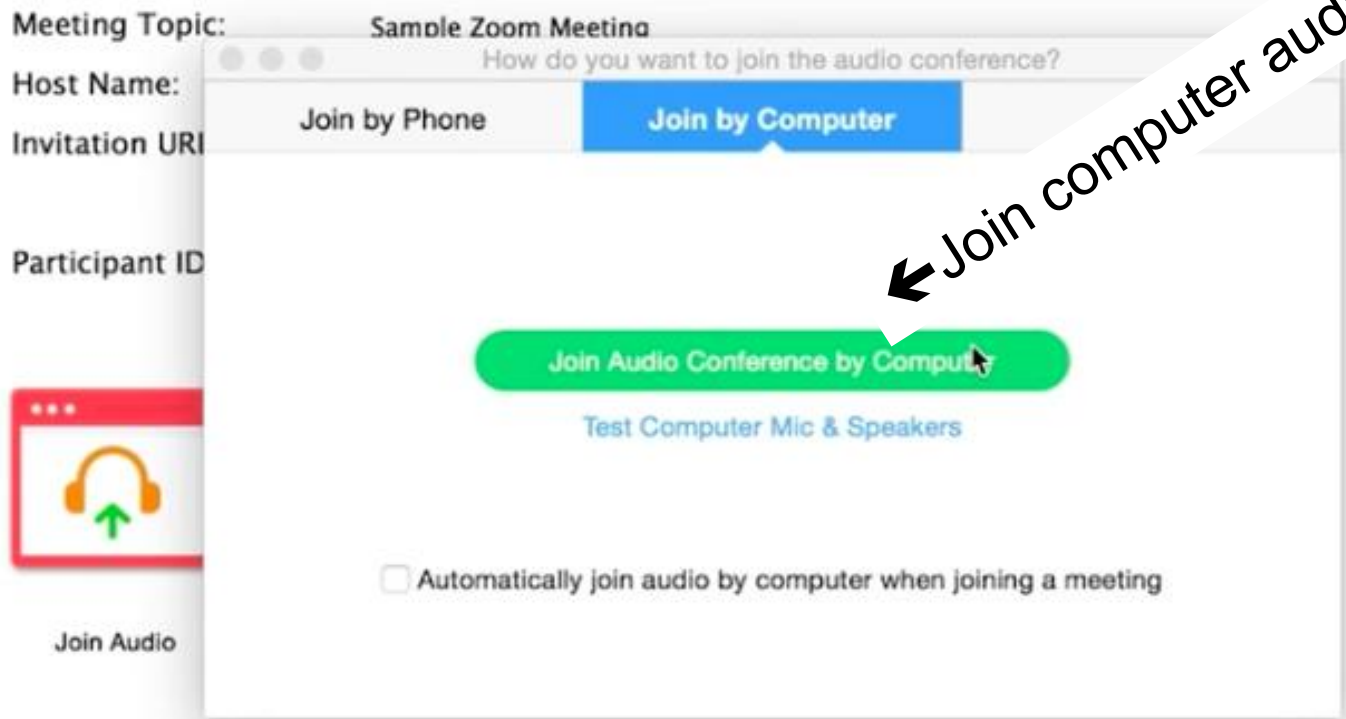 Meeting Topic: Sample Zoom Meeting
How do you want to join the audio conference?
Host Name:
Join by Phone Join by Computer
Invitation URL
Participant ID
←Join computer aud
Join Audio Conference by Computer
Test Computer Mic & Speakers
Automatically join audio by computer when joining a meeting
Join Audio